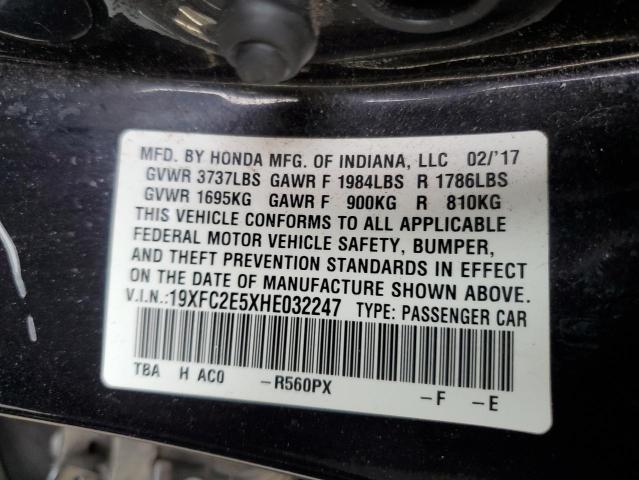 MFD. BY HONDA MFG. OF INDIANA, LLC 02/'17
GVWR 3737LBS GAWR F 1984LBS R 1786LBS
GVWR 1695KG GAWR F 900KG R 810KG
THIS VEHICLE CONFORMS TO ALL APPLICABLE
FEDERAL MOTOR VEHICLE SAFETY, BUMPER,
AND THEFT PREVENTION STANDARDS IN EFFECT
ON THE DATE OF MANUFACTURE SHOWN ABOVE.
V.I.N.:19XFC2E5XHE032247 TYPE: PASSENGER CAR
TBA H AC0 –R560PX –F –E